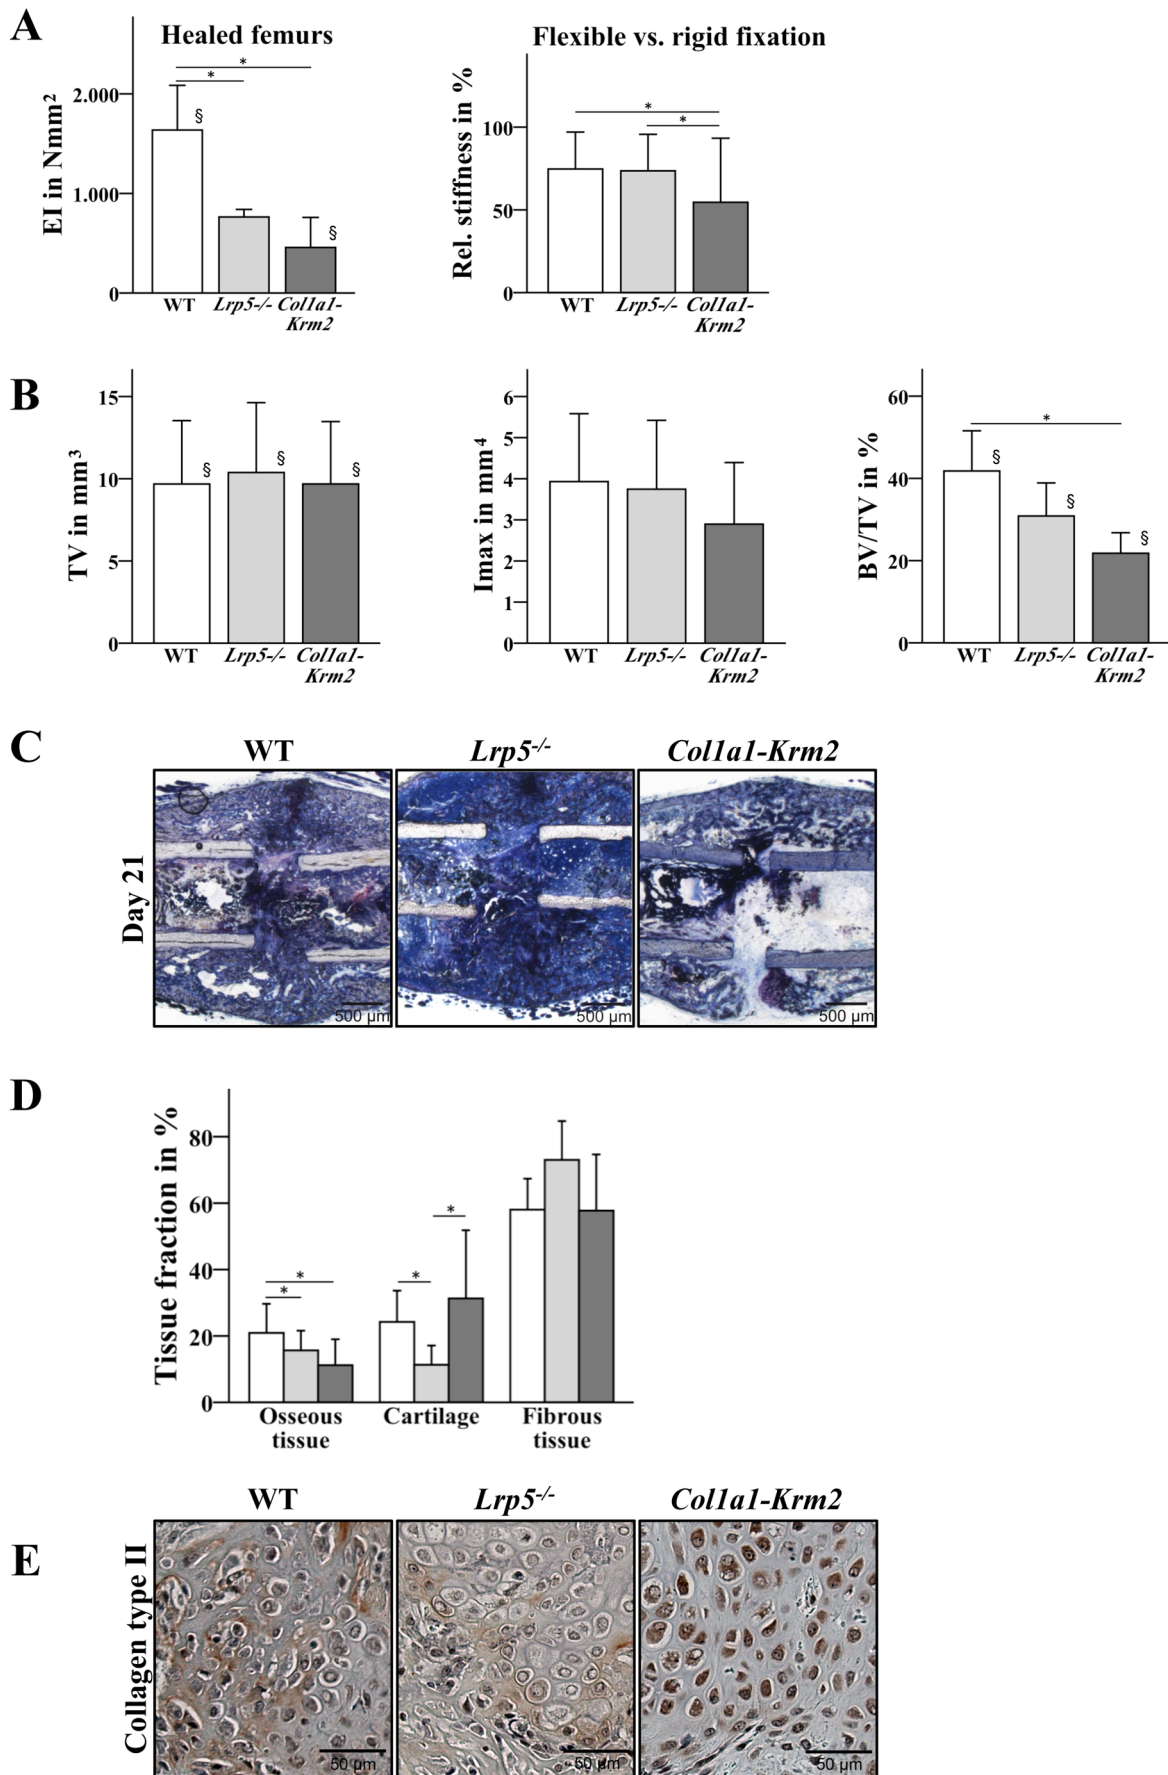 A
Healed femurs
EI in Nmm²
2.000
1.000
0
*
*
§
§
WT
Lrp5-/-
Col1a1-
Krm2
Flexible vs. rigid fixation
Rel. stiffness in %
100
50
0
*
*
WT
Lrp5-/-
Col1a1-
Krm2
B
TV in mm³
15
10
5
0
§
§
§
WT
Lrp5-/-
Col1a1-
Krm2
Imax in mm⁴
6
5
4
3
2
1
0
WT
Lrp5-/-
Col1a1-
Krm2
BV/TV in %
60
40
20
0
*
§
§
§
WT
Lrp5-/-
Col1a1-
Krm2
C
WT
Lrp5-/-
Col1a1-Krm2
Day 21
500 µm
500 µm
500 µm
D
Tissue fraction in %
80
60
40
20
0
*
*
*
*
Osseous
tissue
Cartilage
Fibrous
tissue
E
WT
Lrp5-/-
Col1a1-Krm2
Collagen type II
50 µm
50 µm
50 µm